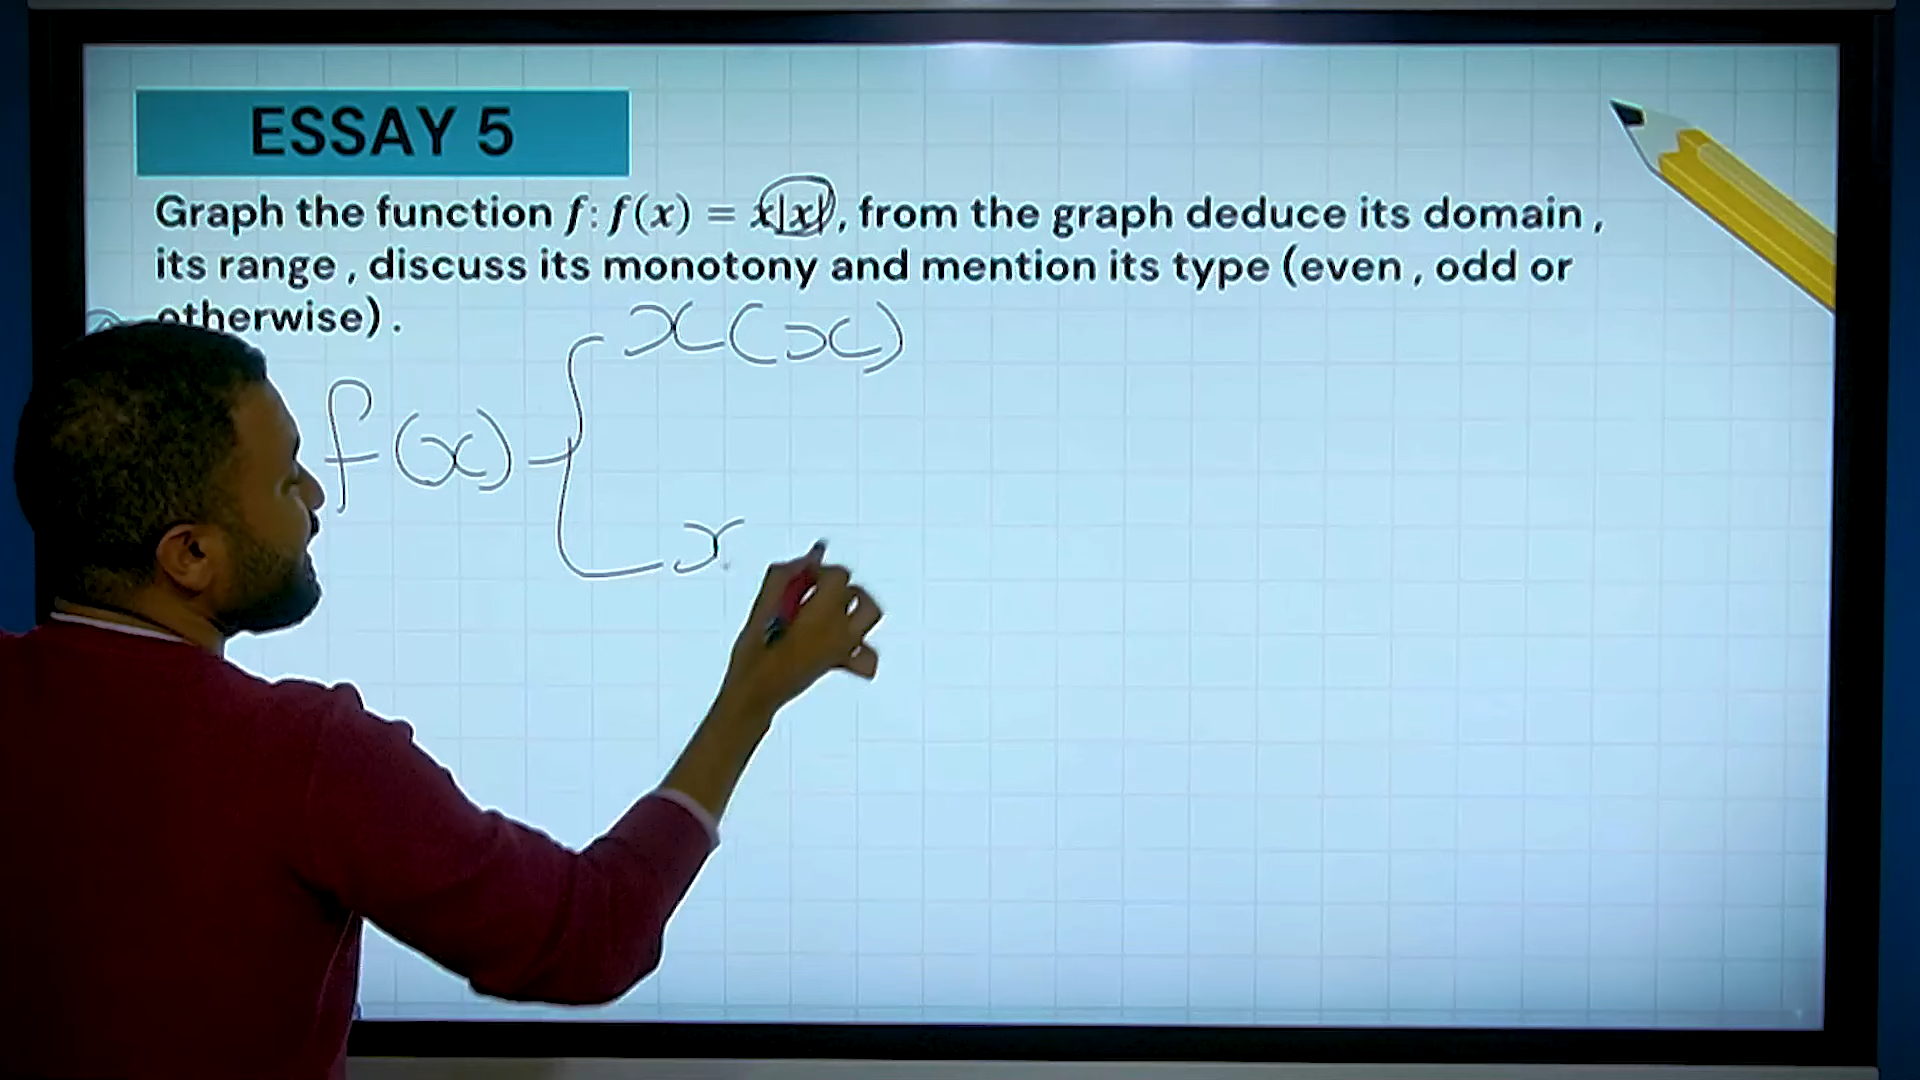 ESSAY 5
Graph the function f: f(x) = x|x|, from the graph deduce its domain ,
its range , discuss its monotony and mention its type (even , odd or
otherwise) .
x(x)
f(x)
x